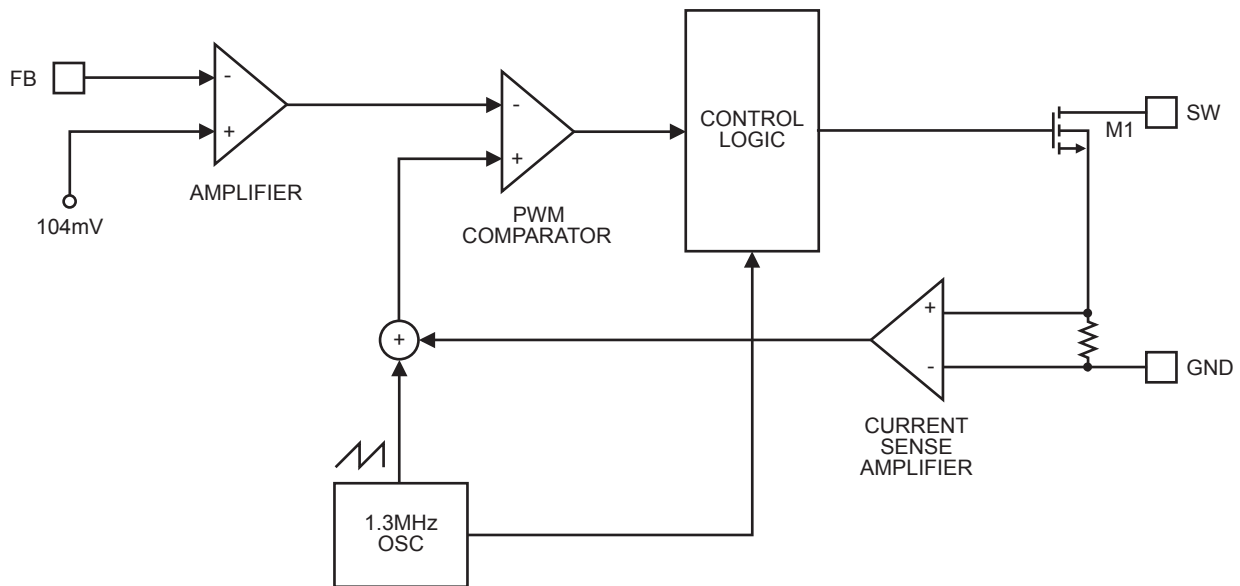 FB
-
+
104mV
AMPLIFIER
-
+
PWM
COMPARATOR
CONTROL
LOGIC
M1
SW
+
+
-
GND
CURRENT
SENSE
AMPLIFIER
1.3MHz
OSC